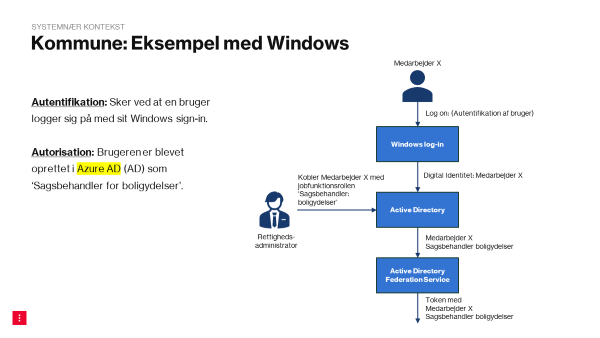 SYSTEMNÆR KONTEKST
Kommune: Eksempel med Windows
Autentifikation: Sker ved at en bruger
logger sig på med sit Windows sign-in.
Autorisation: Brugeren er blevet
oprettet i Azure AD (AD) som
‘Sagsbehandler for boligydelser’.
Medarbejder X
Log on: (Autentifikation af bruger)
Windows log-in
Digital Identitet: Medarbejder X
Kobler Medarbejder X med
jobfunktionsrollen
‘Sagsbehandler:
boligydelser’
Rettigheds-
administrator
Active Directory
Medarbejder X
Sagsbehandler boligydelser
Active Directory
Federation Service
Token med
Medarbejder X
Sagsbehandler boligydelser